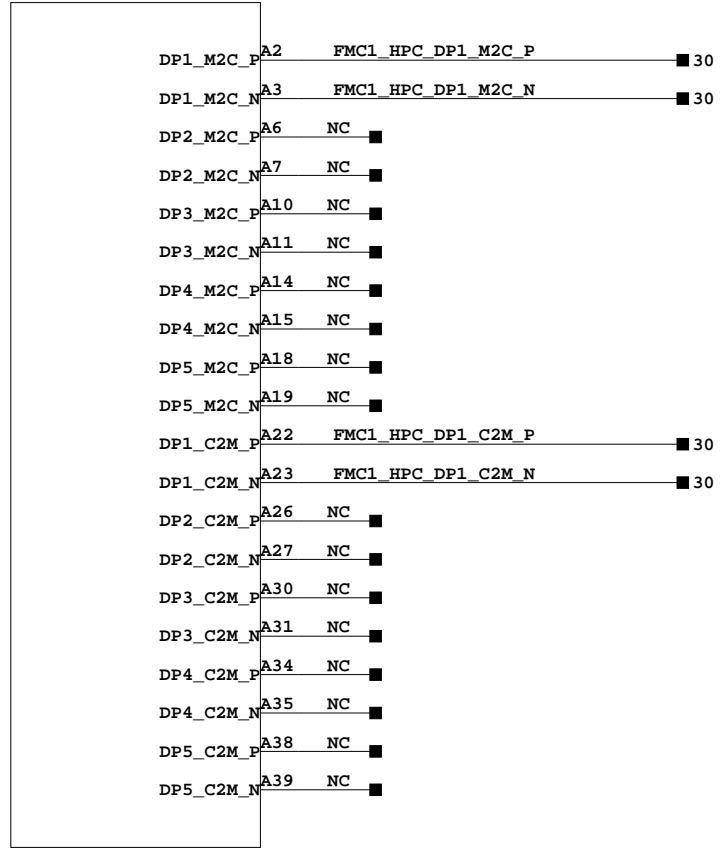 DP1_M2C_P A2 FMC1_HPC_DP1_M2C_P 30
DP1_M2C_N A3 FMC1_HPC_DP1_M2C_N 30
DP2_M2C_P A6 NC
DP2_M2C_N A7 NC
DP3_M2C_P A10 NC
DP3_M2C_N A11 NC
DP4_M2C_P A14 NC
DP4_M2C_N A15 NC
DP5_M2C_P A18 NC
DP5_M2C_N A19 NC
DP1_C2M_P A22 FMC1_HPC_DP1_C2M_P 30
DP1_C2M_N A23 FMC1_HPC_DP1_C2M_N 30
DP2_C2M_P A26 NC
DP2_C2M_N A27 NC
DP3_C2M_P A30 NC
DP3_C2M_N A31 NC
DP4_C2M_P A34 NC
DP4_C2M_N A35 NC
DP5_C2M_P A38 NC
DP5_C2M_N A39 NC